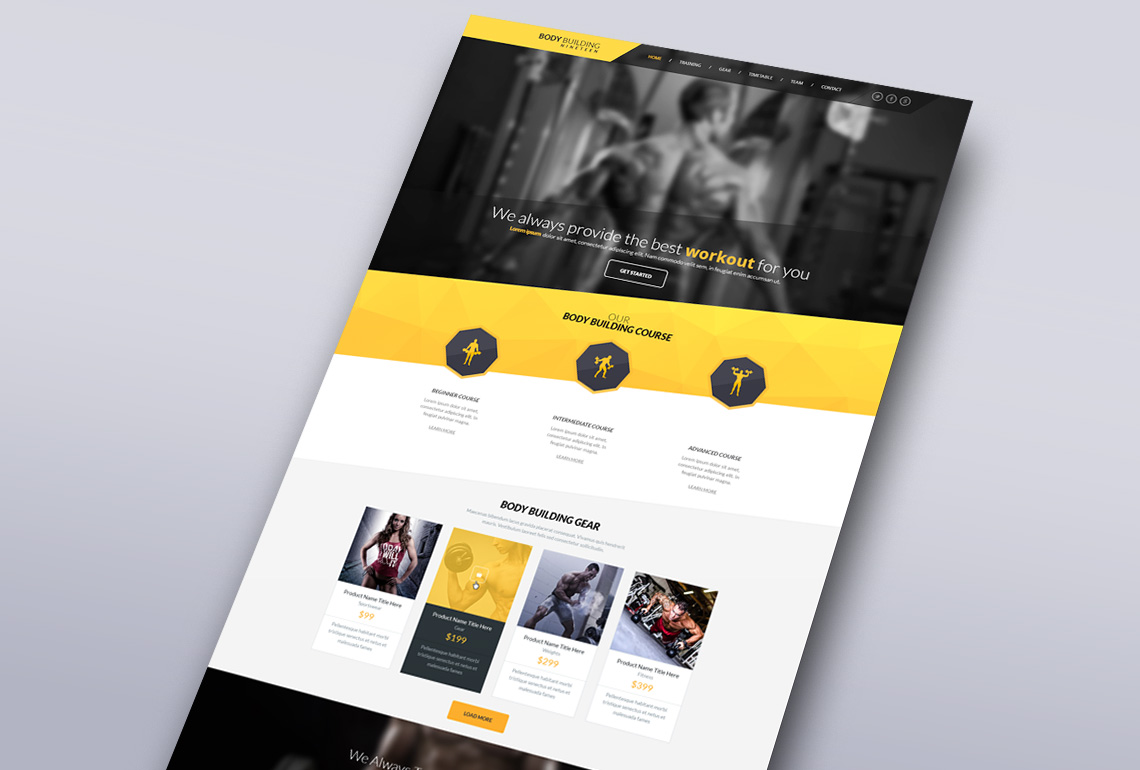 BODY BUILDING
NINETEEN
HOME / TRAINING / GEAR / TIMETABLE / TEAM / CONTACT
We always provide the best workout for you
Lorem ipsum dolor sit amet, consectetur adipiscing elit. Nam commodo velit sem, in feugiat enim accumsan ut.
GET STARTED
OUR
BODY BUILDING COURSE
BEGINNER COURSE
Lorem ipsum dolor sit amet,
consectetur adipiscing elit. In
feugiat pulvinar magna.
LEARN MORE
INTERMEDIATE COURSE
Lorem ipsum dolor sit amet,
consectetur adipiscing elit. In
feugiat pulvinar magna.
LEARN MORE
ADVANCED COURSE
Lorem ipsum dolor sit amet,
consectetur adipiscing elit. In
feugiat pulvinar magna.
LEARN MORE
BODY BUILDING GEAR
Maecenas bibendum lacus gravida placerat consequat. Vivamus quis hendrerit
mauris. Vestibulum laoreet felis sed consectetur sollicitudin.
Product Name Title Here
Sportswear
$99
Pellentesque habitant morbi
tristique senectus et netus et
malesuada fames
Product Name Title Here
Gear
$199
Pellentesque habitant morbi
tristique senectus et netus et
malesuada fames
Product Name Title Here
Weights
$299
Pellentesque habitant morbi
tristique senectus et netus et
malesuada fames
Product Name Title Here
Fitness
$399
Pellentesque habitant morbi
tristique senectus et netus et
malesuada fames
LOAD MORE
We Always